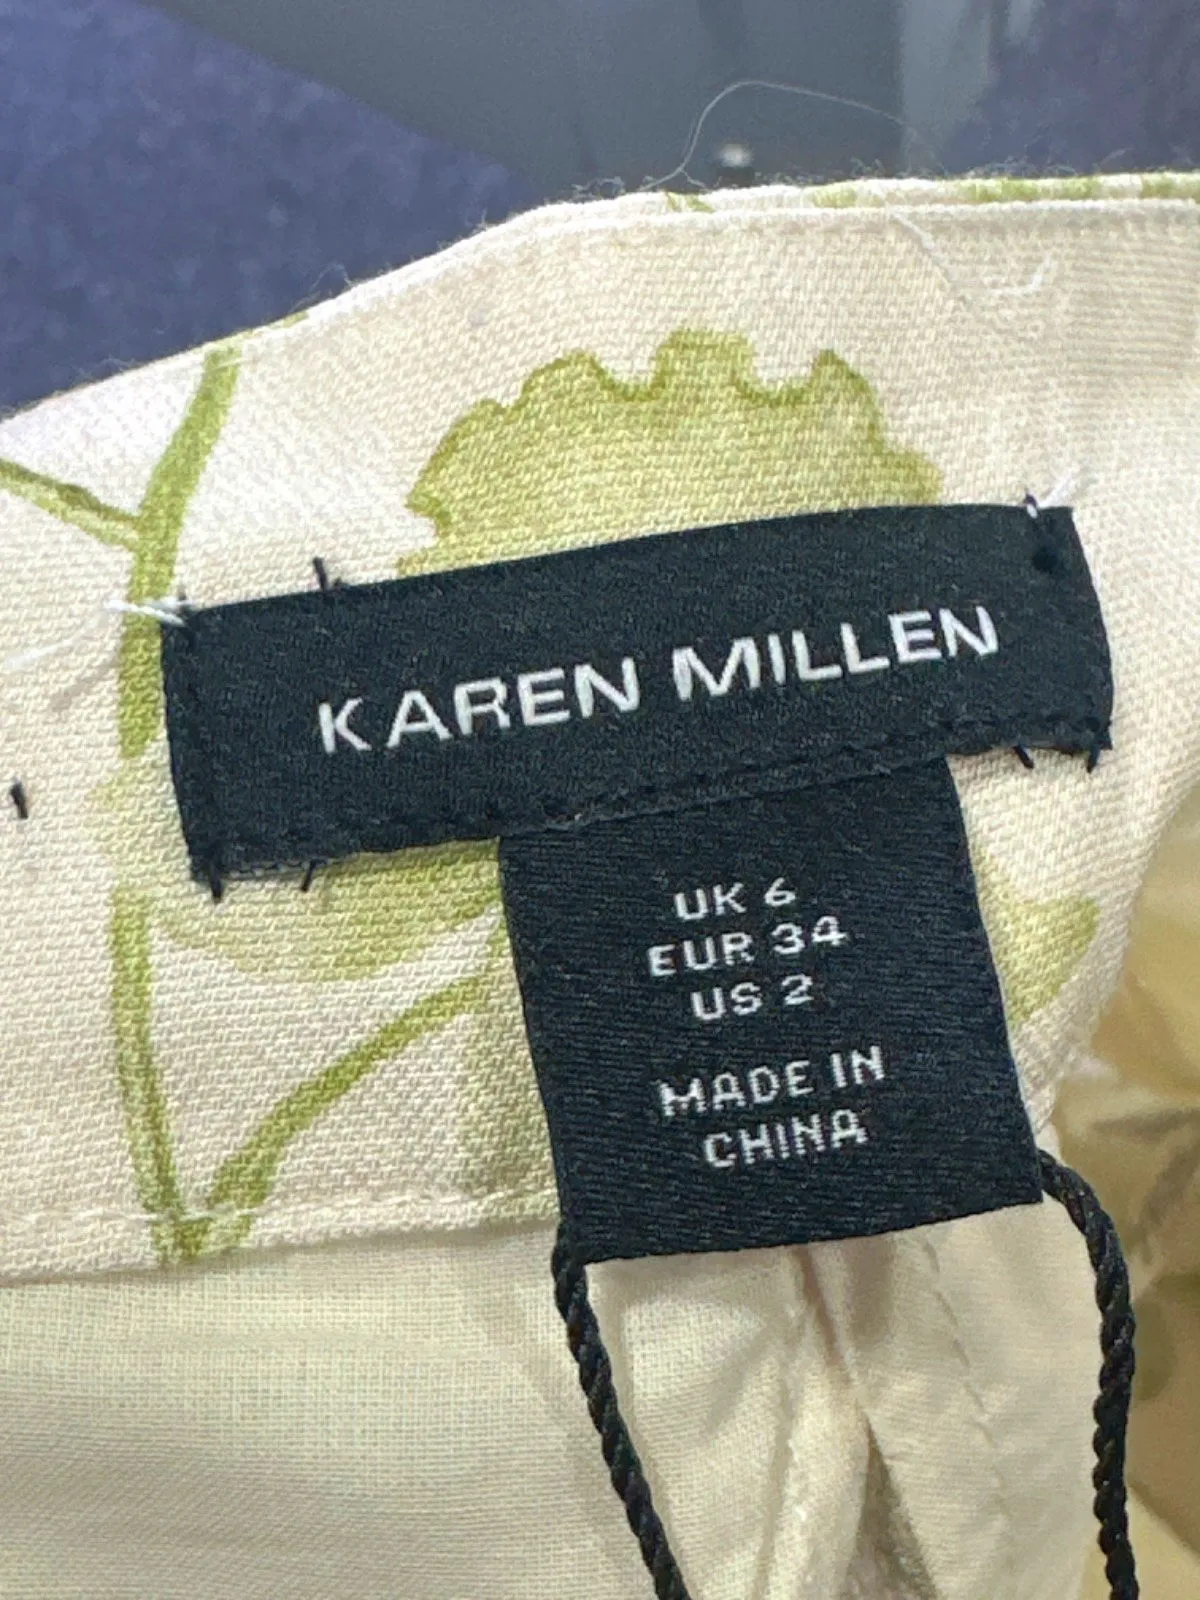 KAREN MILLEN
UK 6
EUR 34
US 2
MADE IN
CHINA